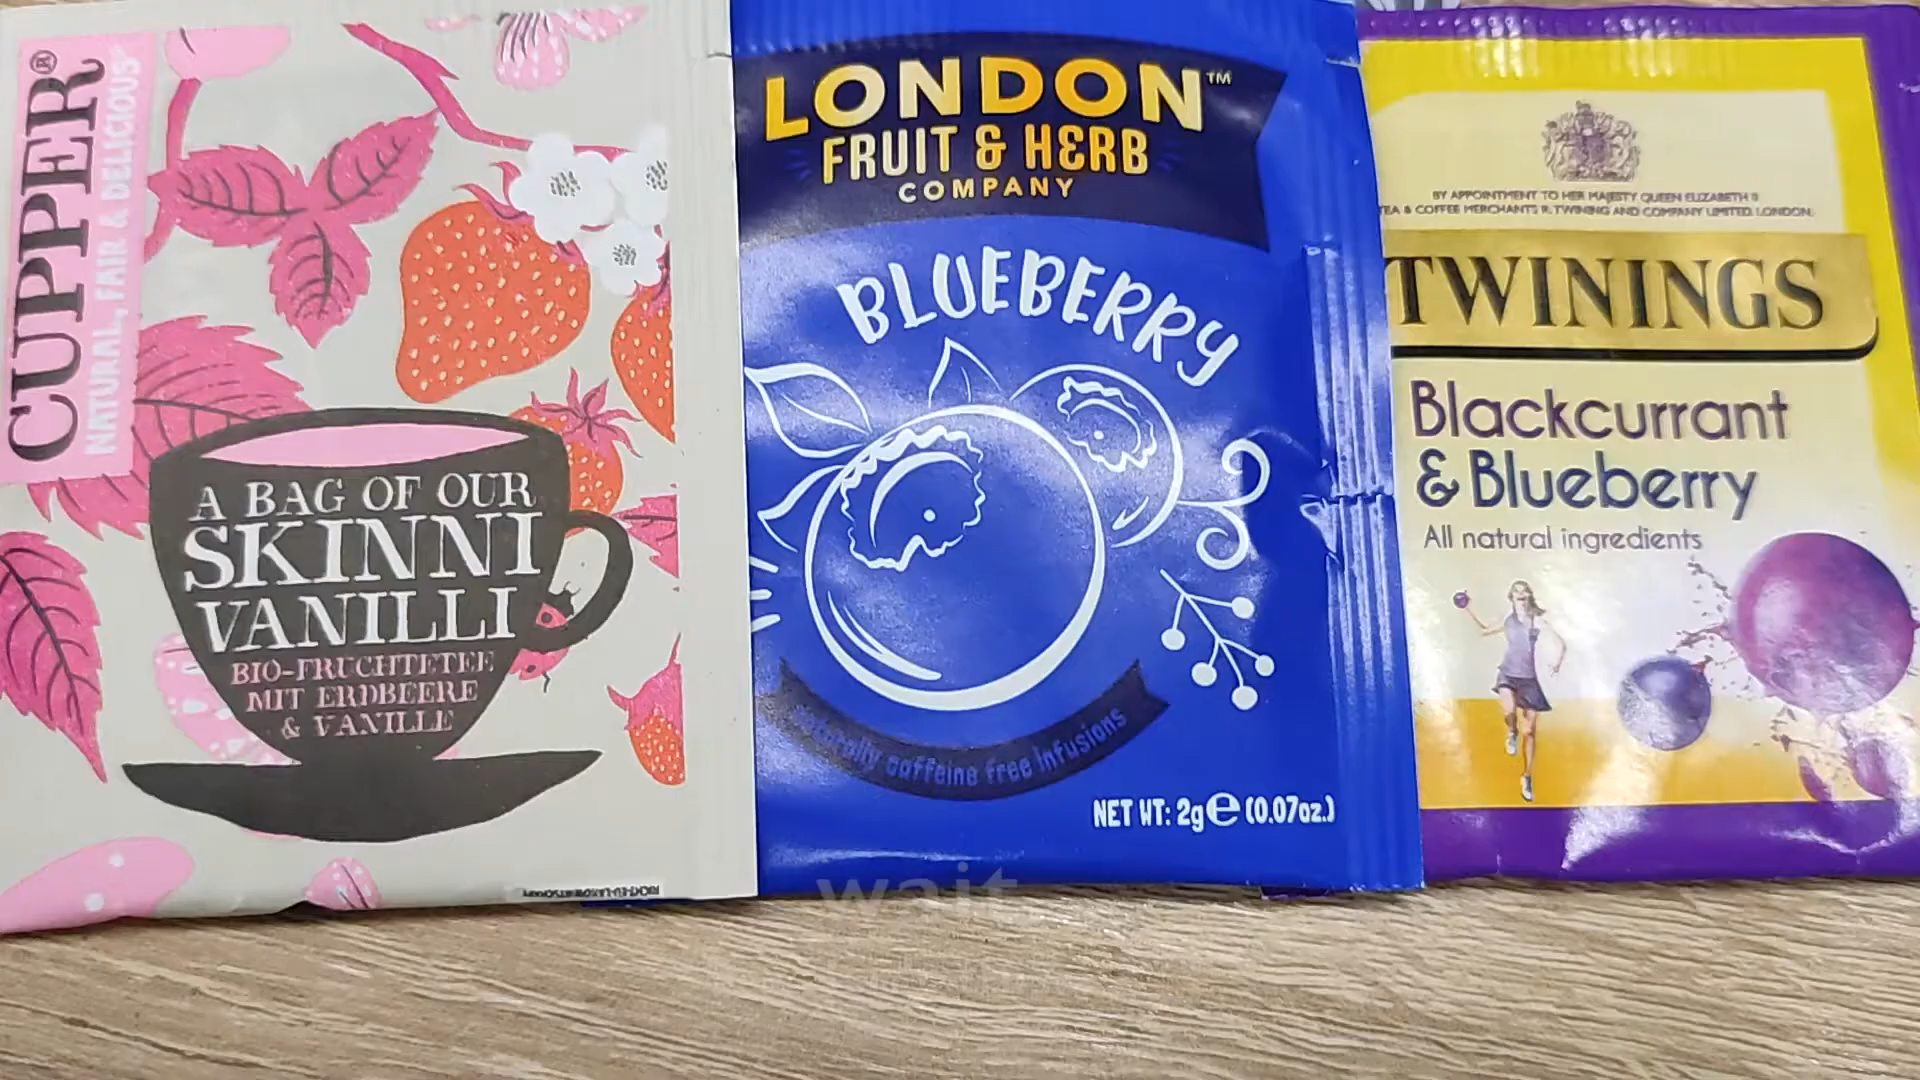 CUPPER®
NATURAL, FAIR & DELICIOUS
A BAG OF OUR
SKINNI
VANILLI
BIO-FRUCHTETEE
MIT ERDBEERE
& VANILLE
LONDON™
FRUIT & HERB
COMPANY
BLUEBERRY
naturally caffeine free infusions
NET WT: 2g e (0.07oz.)
BY APPOINTMENT TO HER MAJESTY QUEEN ELIZABETH II
TEA & COFFEE MERCHANTS R. TWINING AND COMPANY LIMITED. LONDON.
TWININGS
Blackcurrant
& Blueberry
All natural ingredients
wait